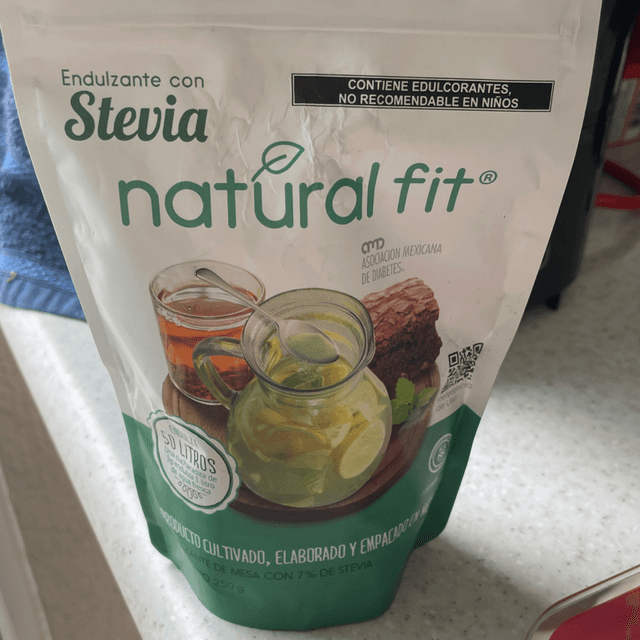 Endulzante con
Stevia
CONTIENE EDULCORANTES,
NO RECOMENDABLE EN NIÑOS
natural fit®
AMD
ASOCIACION MEXICANA
DE DIABETES
50 LITROS
PRODUCTO CULTIVADO, ELABORADO Y EMPACADO EN
DE MESA CON 7% DE STEVIA
250 g